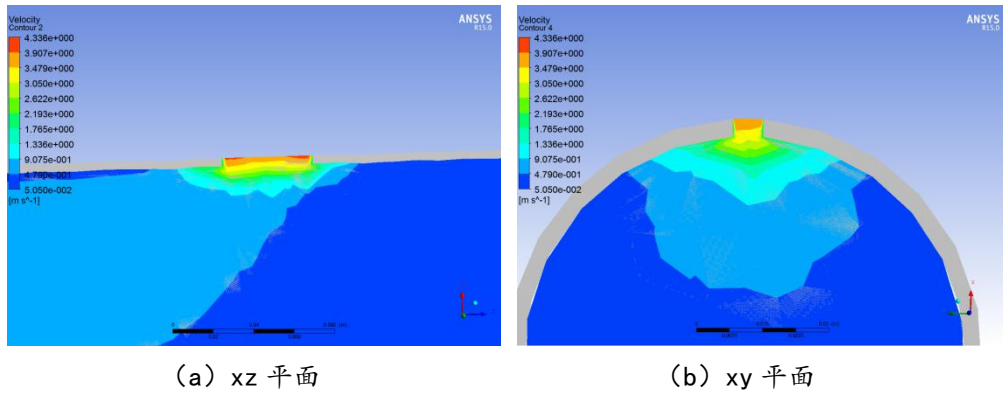 Velocity
Contour 2
4.336e+000
3.907e+000
3.479e+000
3.050e+000
2.622e+000
2.193e+000
1.765e+000
1.336e+000
9.075e-001
4.790e-001
5.050e-002
[m s^-1]
ANSYS
R15.0
Velocity
Contour 4
4.336e+000
3.907e+000
3.479e+000
3.050e+000
2.622e+000
2.193e+000
1.765e+000
1.336e+000
9.075e-001
4.790e-001
5.050e-002
[m s^-1]
ANSYS
R15.0
(a) xz 平面
(b) xy 平面